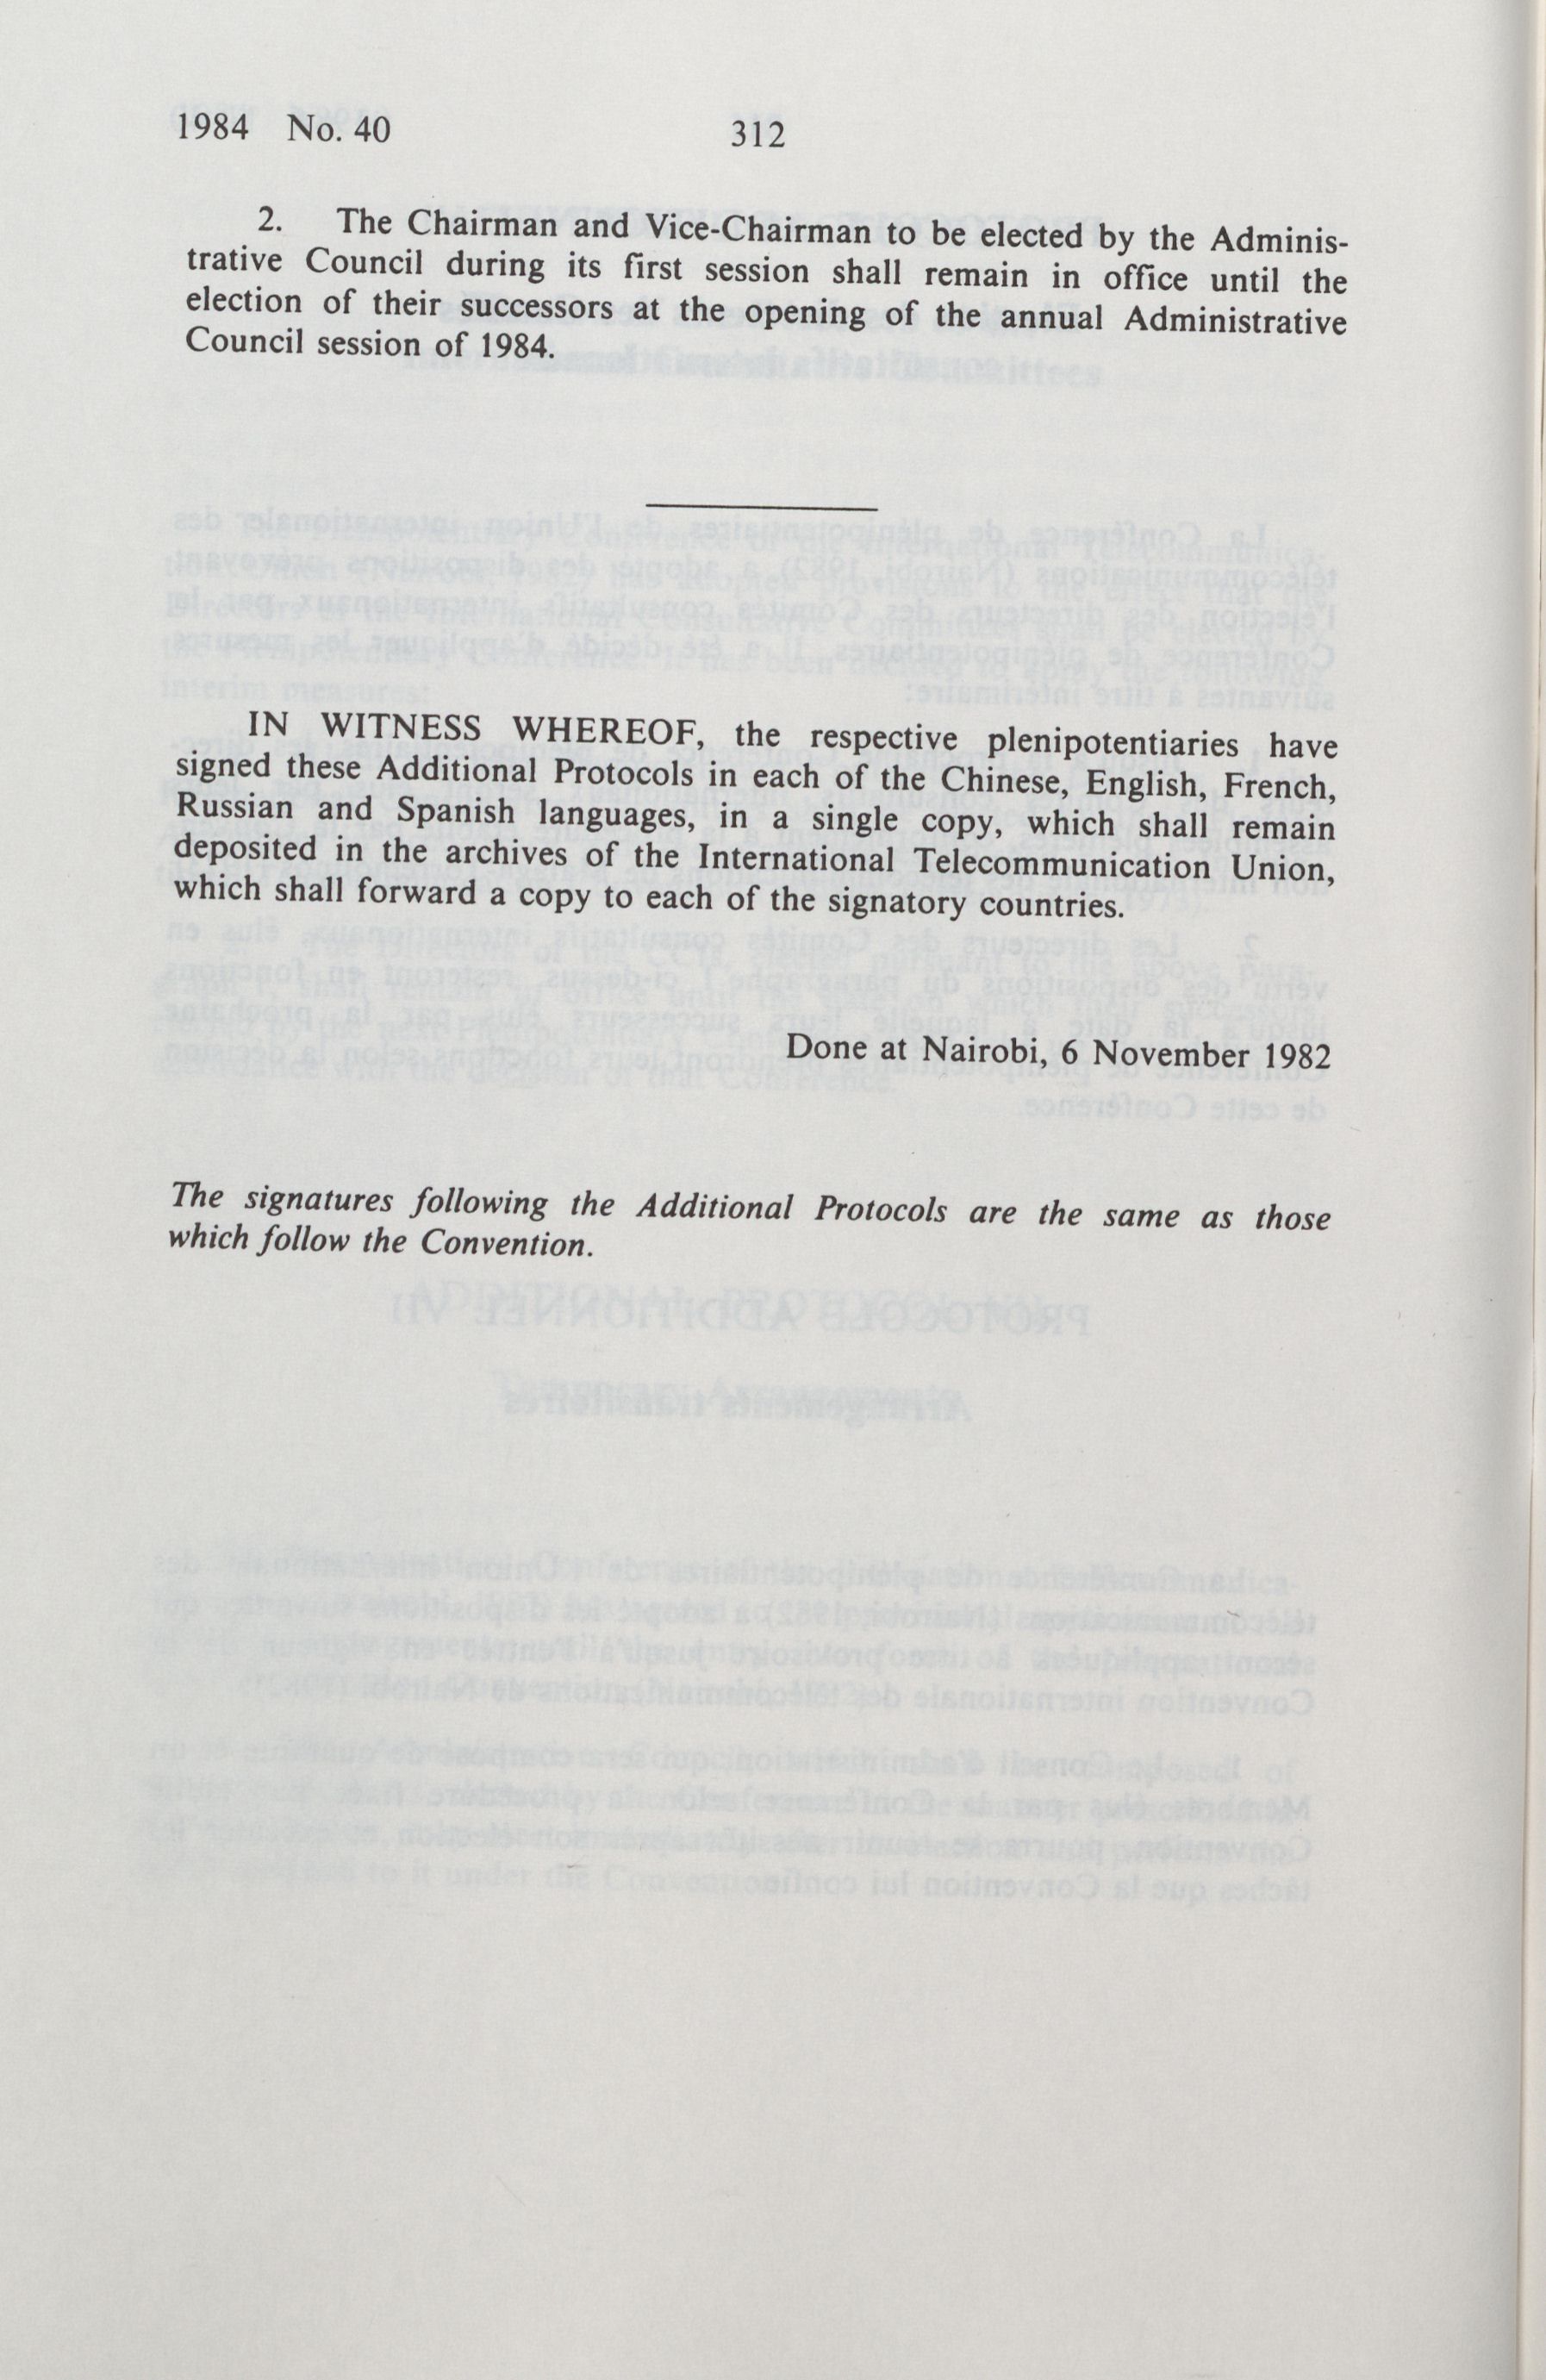 1984 No. 40
312
2. The Chairman and Vice-Chairman to be elected by the Adminis-
trative Council during its first session shall remain in office until the
election of their successors at the opening of the annual Administrative
Council session of 1984.
IN WITNESS WHEREOF, the respective plenipotentiaries have
signed these Additional Protocols in each of the Chinese, English, French,
Russian and Spanish languages, in a single copy, which shall remain
deposited in the archives of the International Telecommunication Union,
which shall forward a copy to each of the signatory countries.
Done at Nairobi, 6 November 1982
The signatures following the Additional Protocols are the same as those
which follow the Convention.